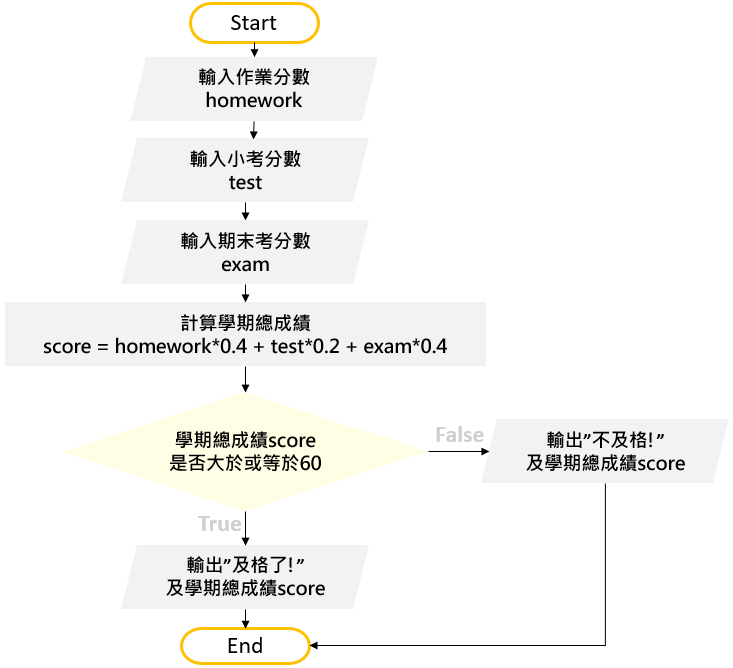 Start
輸入作業分數
homework
輸入小考分數
test
輸入期末考分數
exam
計算學期總成績
score = homework*0.4 + test*0.2 + exam*0.4
學期總成績score
是否大於或等於60
False
輸出”不及格!”
及學期總成績score
True
輸出”及格了!”
及學期總成績score
End